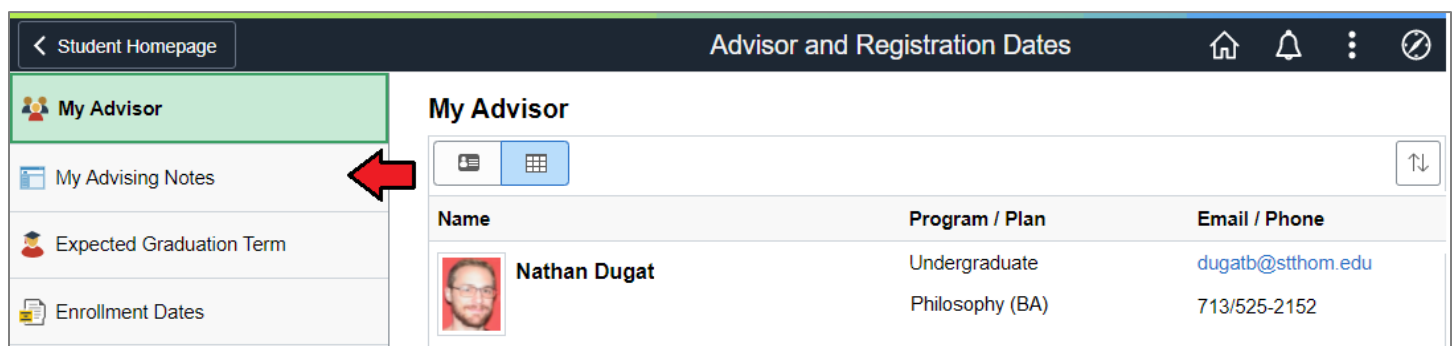 Student Homepage
Advisor and Registration Dates
My Advisor
My Advising Notes
Expected Graduation Term
Enrollment Dates
My Advisor
Name Program / Plan Email / Phone
Nathan Dugat Undergraduate dugatb@stthom.edu
Philosophy (BA) 713/525-2152